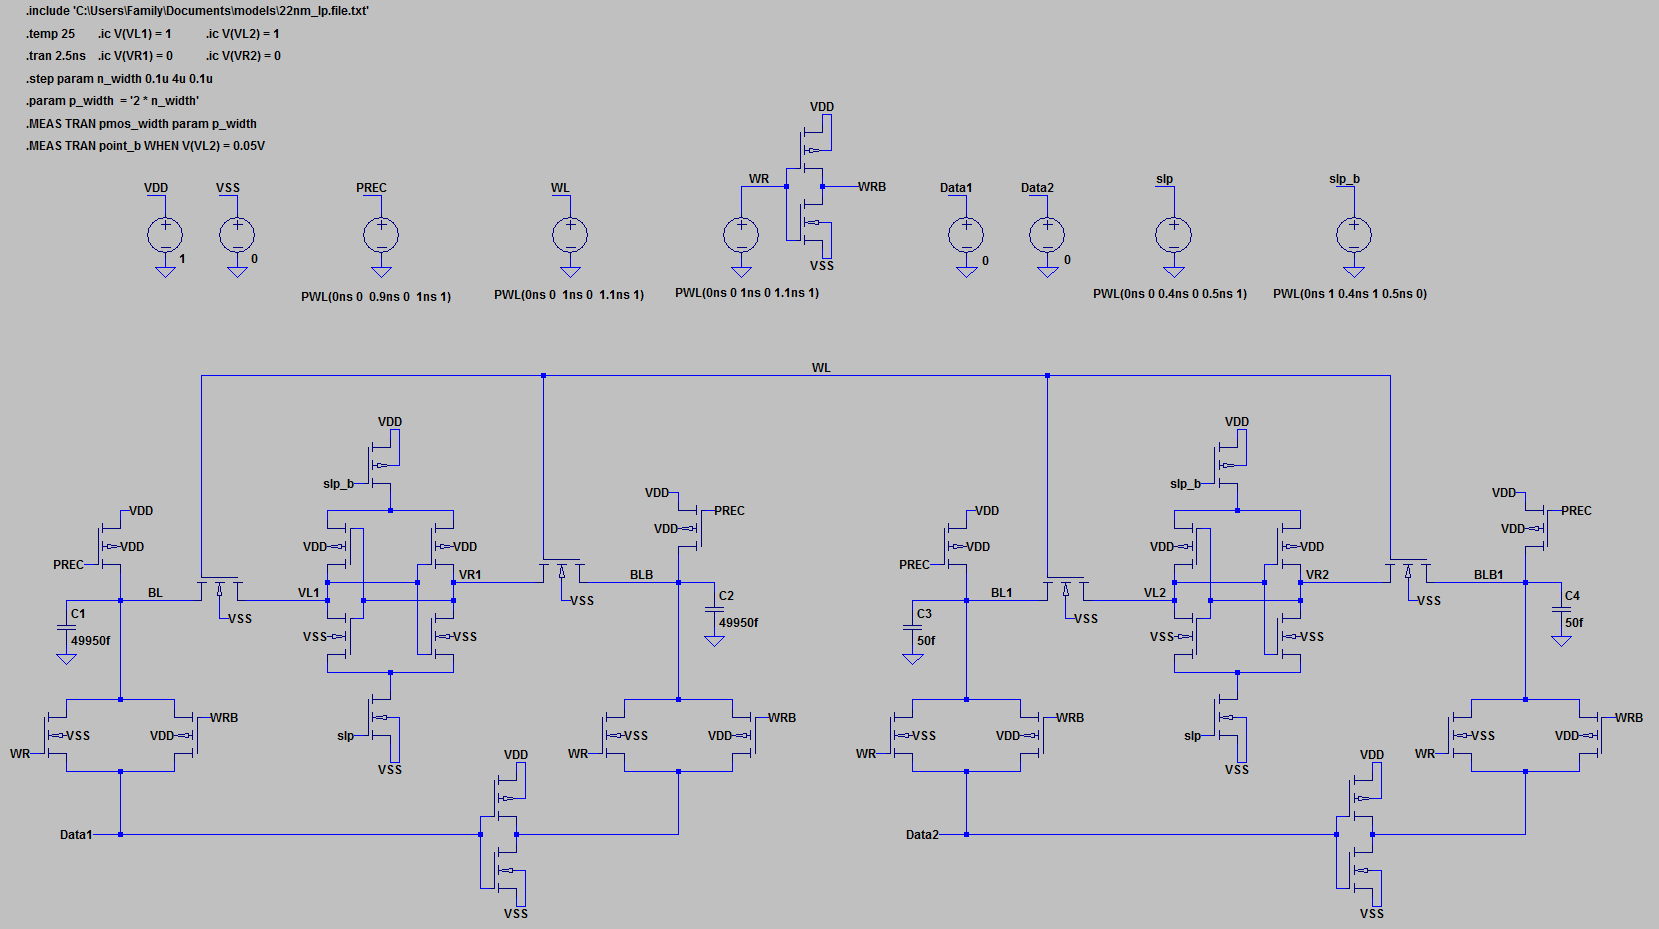 .include 'C:\Users\Family\Documents\models\22nm_lp.file.txt'
.temp 25 .ic V(VL1) = 1 .ic V(VL2) = 1
.tran 2.5ns .ic V(VR1) = 0 .ic V(VR2) = 0
.step param n_width 0.1u 4u 0.1u
.param p_width = '2 * n_width'
.MEAS TRAN pmos_width param p_width
.MEAS TRAN point_b WHEN V(VL2) = 0.05V
VDD
VDD VSS PREC WL WR WRB Data1 Data2 slp slp_b
1 0 VSS 0 0
PWL(0ns 0 0.9ns 0 1ns 1) PWL(0ns 0 1ns 0 1.1ns 1) PWL(0ns 0 1ns 0 1.1ns 1) PWL(0ns 0 0.4ns 0 0.5ns 1) PWL(0ns 1 0.4ns 1 0.5ns 0)
WL
VDD VDD
slp_b slp_b
VDD VDD
VDD PREC VDD PREC
VDD VDD
VDD VDD
VDD VDD VDD VDD VDD VDD
PREC PREC
VR1 BLB VR2 BLB1
BL VL1 BL1 VL2
C2 C4
VSS VSS
C1 C3
49950f 50f
VSS VSS
49950f 50f
VSS VSS VSS VSS
WRB WRB WRB WRB
VSS VDD slp VSS VDD VSS VDD slp VSS VDD
WR WR WR WR
VDD VDD
VSS VSS
Data1 Data2
VSS VSS